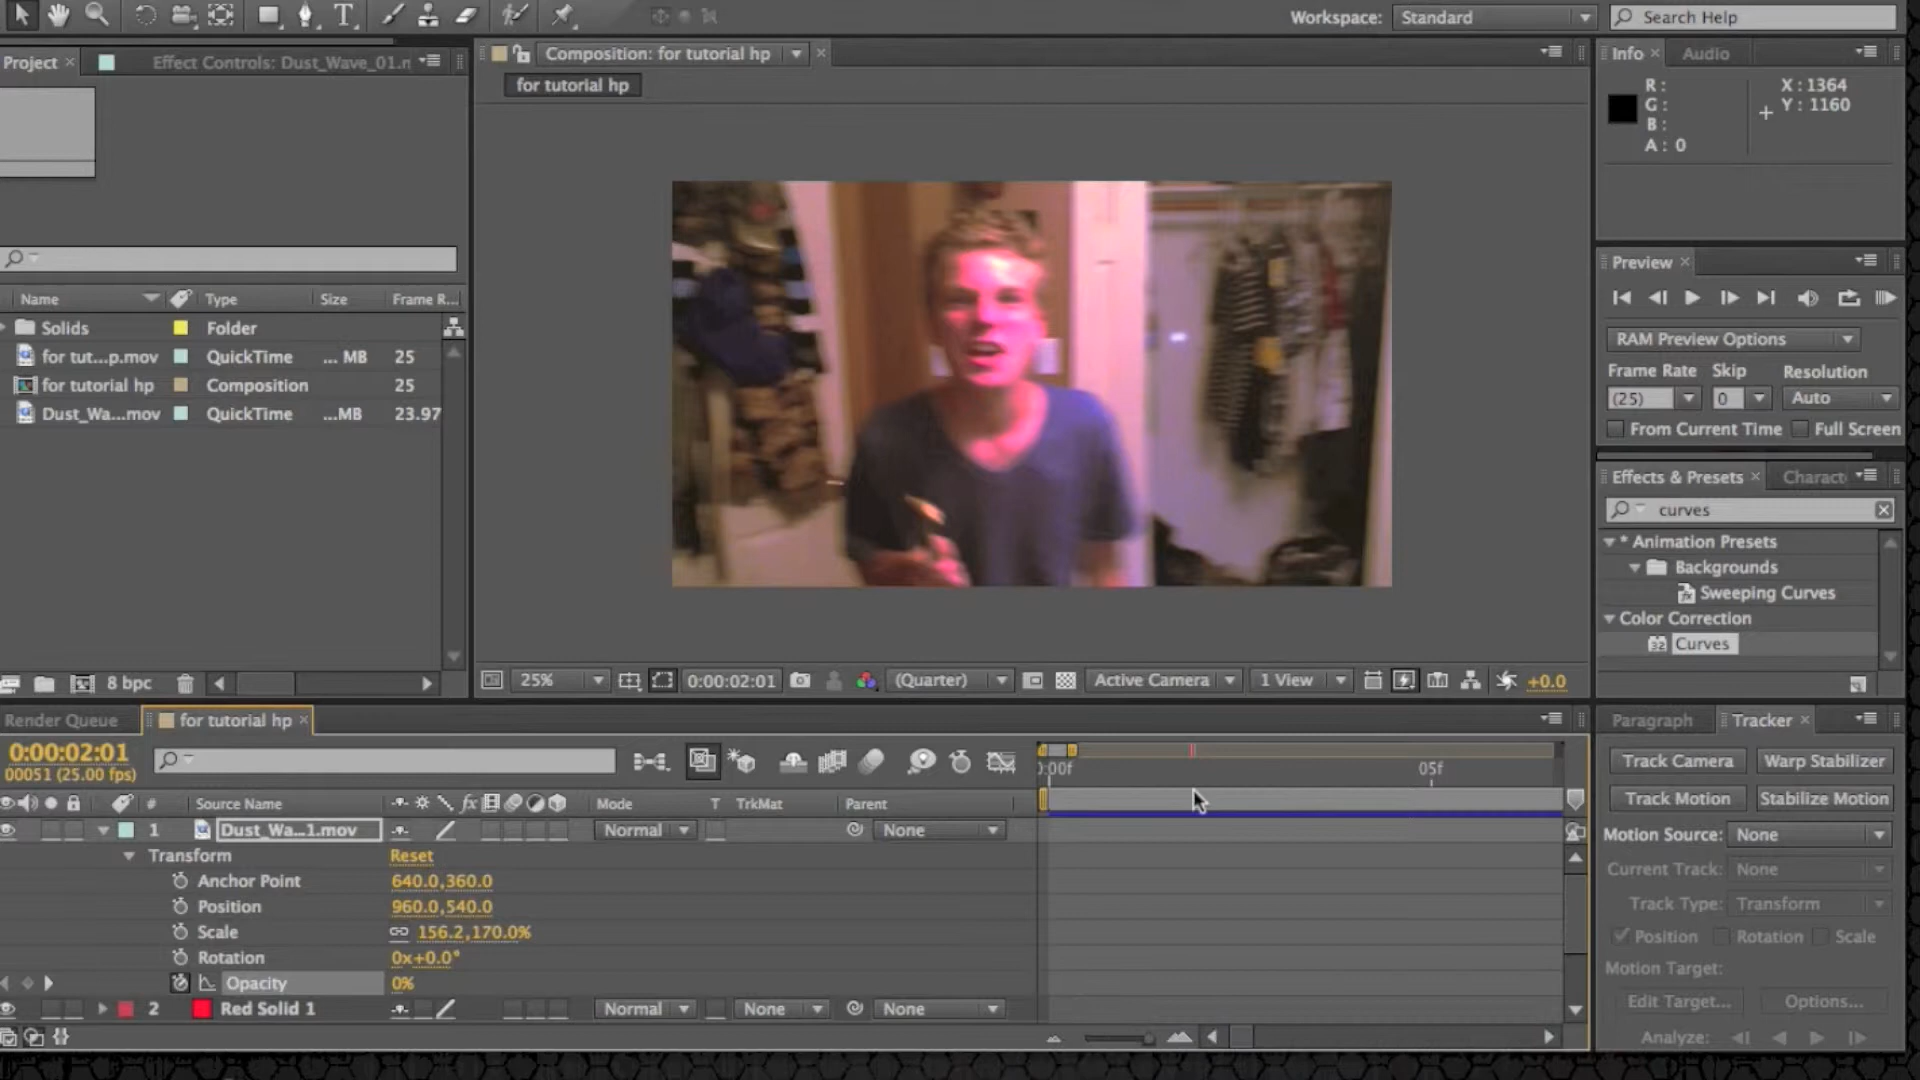 Workspace: Standard Search Help
Project Effect Controls: Dust_Wave_01.n
Composition: for tutorial hp
for tutorial hp
Info Audio
R :
G :
B :
A : 0
X : 1364
Y : 1160
Name Type Size Frame R...
Solids Folder
for tut...p.mov QuickTime ... MB 25
for tutorial hp Composition 25
Dust_Wa...mov QuickTime ...MB 23.97
8 bpc
25% 0:00:02:01 (Quarter) Active Camera 1 View +0.0
Preview
RAM Preview Options
Frame Rate Skip Resolution
(25) 0 Auto
From Current Time Full Screen
Effects & Presets Charact
curves
* Animation Presets
Backgrounds
Sweeping Curves
Color Correction
32 Curves
Render Queue for tutorial hp
0:00:02:01
00051 (25.00 fps)
):00f 05f
# Source Name fx Mode T TrkMat Parent
1 Dust_Wa...1.mov Normal None
Transform Reset
Anchor Point 640.0,360.0
Position 960.0,540.0
Scale 156.2,170.0%
Rotation 0x+0.0°
Opacity 0%
2 Red Solid 1 Normal None None
Paragraph Tracker
Track Camera Warp Stabilizer
Track Motion Stabilize Motion
Motion Source: None
Current Track: None
Track Type: Transform
Position Rotation Scale
Motion Target:
Edit Target... Options...
Analyze: